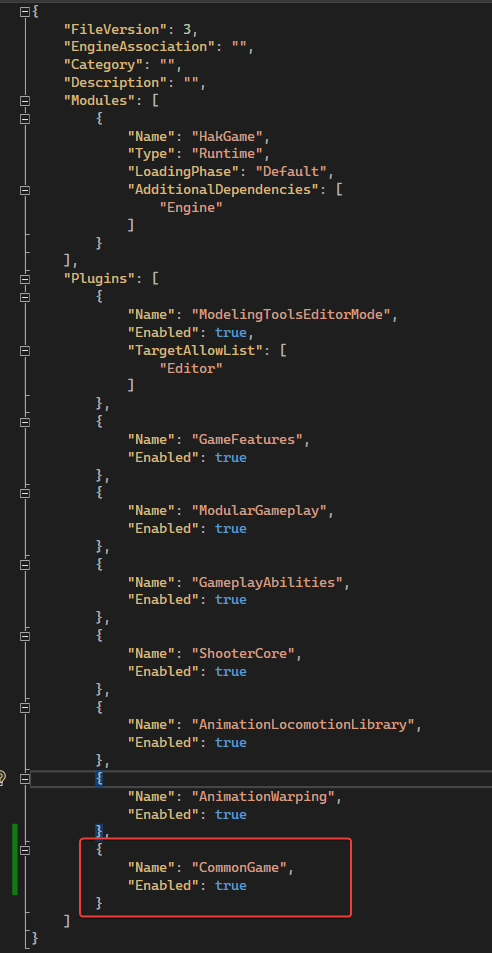 {
"FileVersion": 3,
"EngineAssociation": "",
"Category": "",
"Description": "",
"Modules": [
{
"Name": "HakGame",
"Type": "Runtime",
"LoadingPhase": "Default",
"AdditionalDependencies": [
"Engine"
]
}
],
"Plugins": [
{
"Name": "ModelingToolsEditorMode",
"Enabled": true,
"TargetAllowList": [
"Editor"
]
},
{
"Name": "GameFeatures",
"Enabled": true
},
{
"Name": "ModularGameplay",
"Enabled": true
},
{
"Name": "GameplayAbilities",
"Enabled": true
},
{
"Name": "ShooterCore",
"Enabled": true
},
{
"Name": "AnimationLocomotionLibrary",
"Enabled": true
},
{
"Name": "AnimationWarping",
"Enabled": true
},
{
"Name": "CommonGame",
"Enabled": true
}
]
}